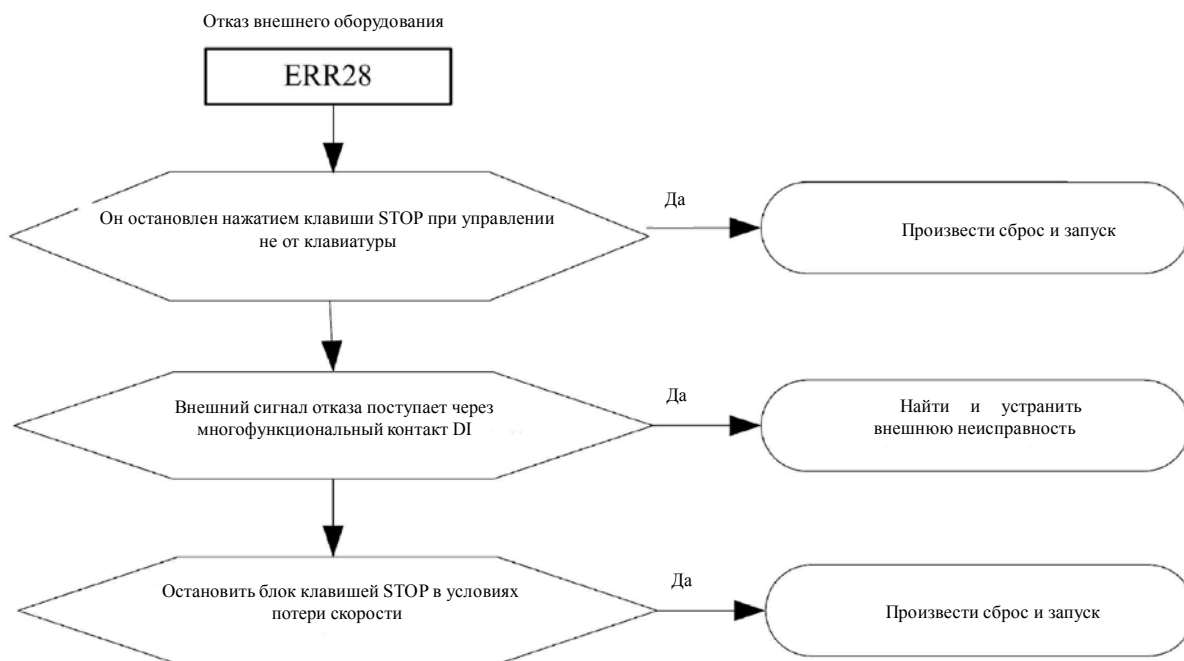 Отказ внешнего оборудования
ERR28
Да
Он остановлен нажатием клавиши STOP при управлении
не от клавиатуры
Произвести сброс и запуск
Да
Внешний сигнал отказа поступает через
многофункциональный контакт DI
Найти и устранить
внешнюю неисправность
Да
Остановить блок клавишей STOP в условиях
потери скорости
Произвести сброс и запуск